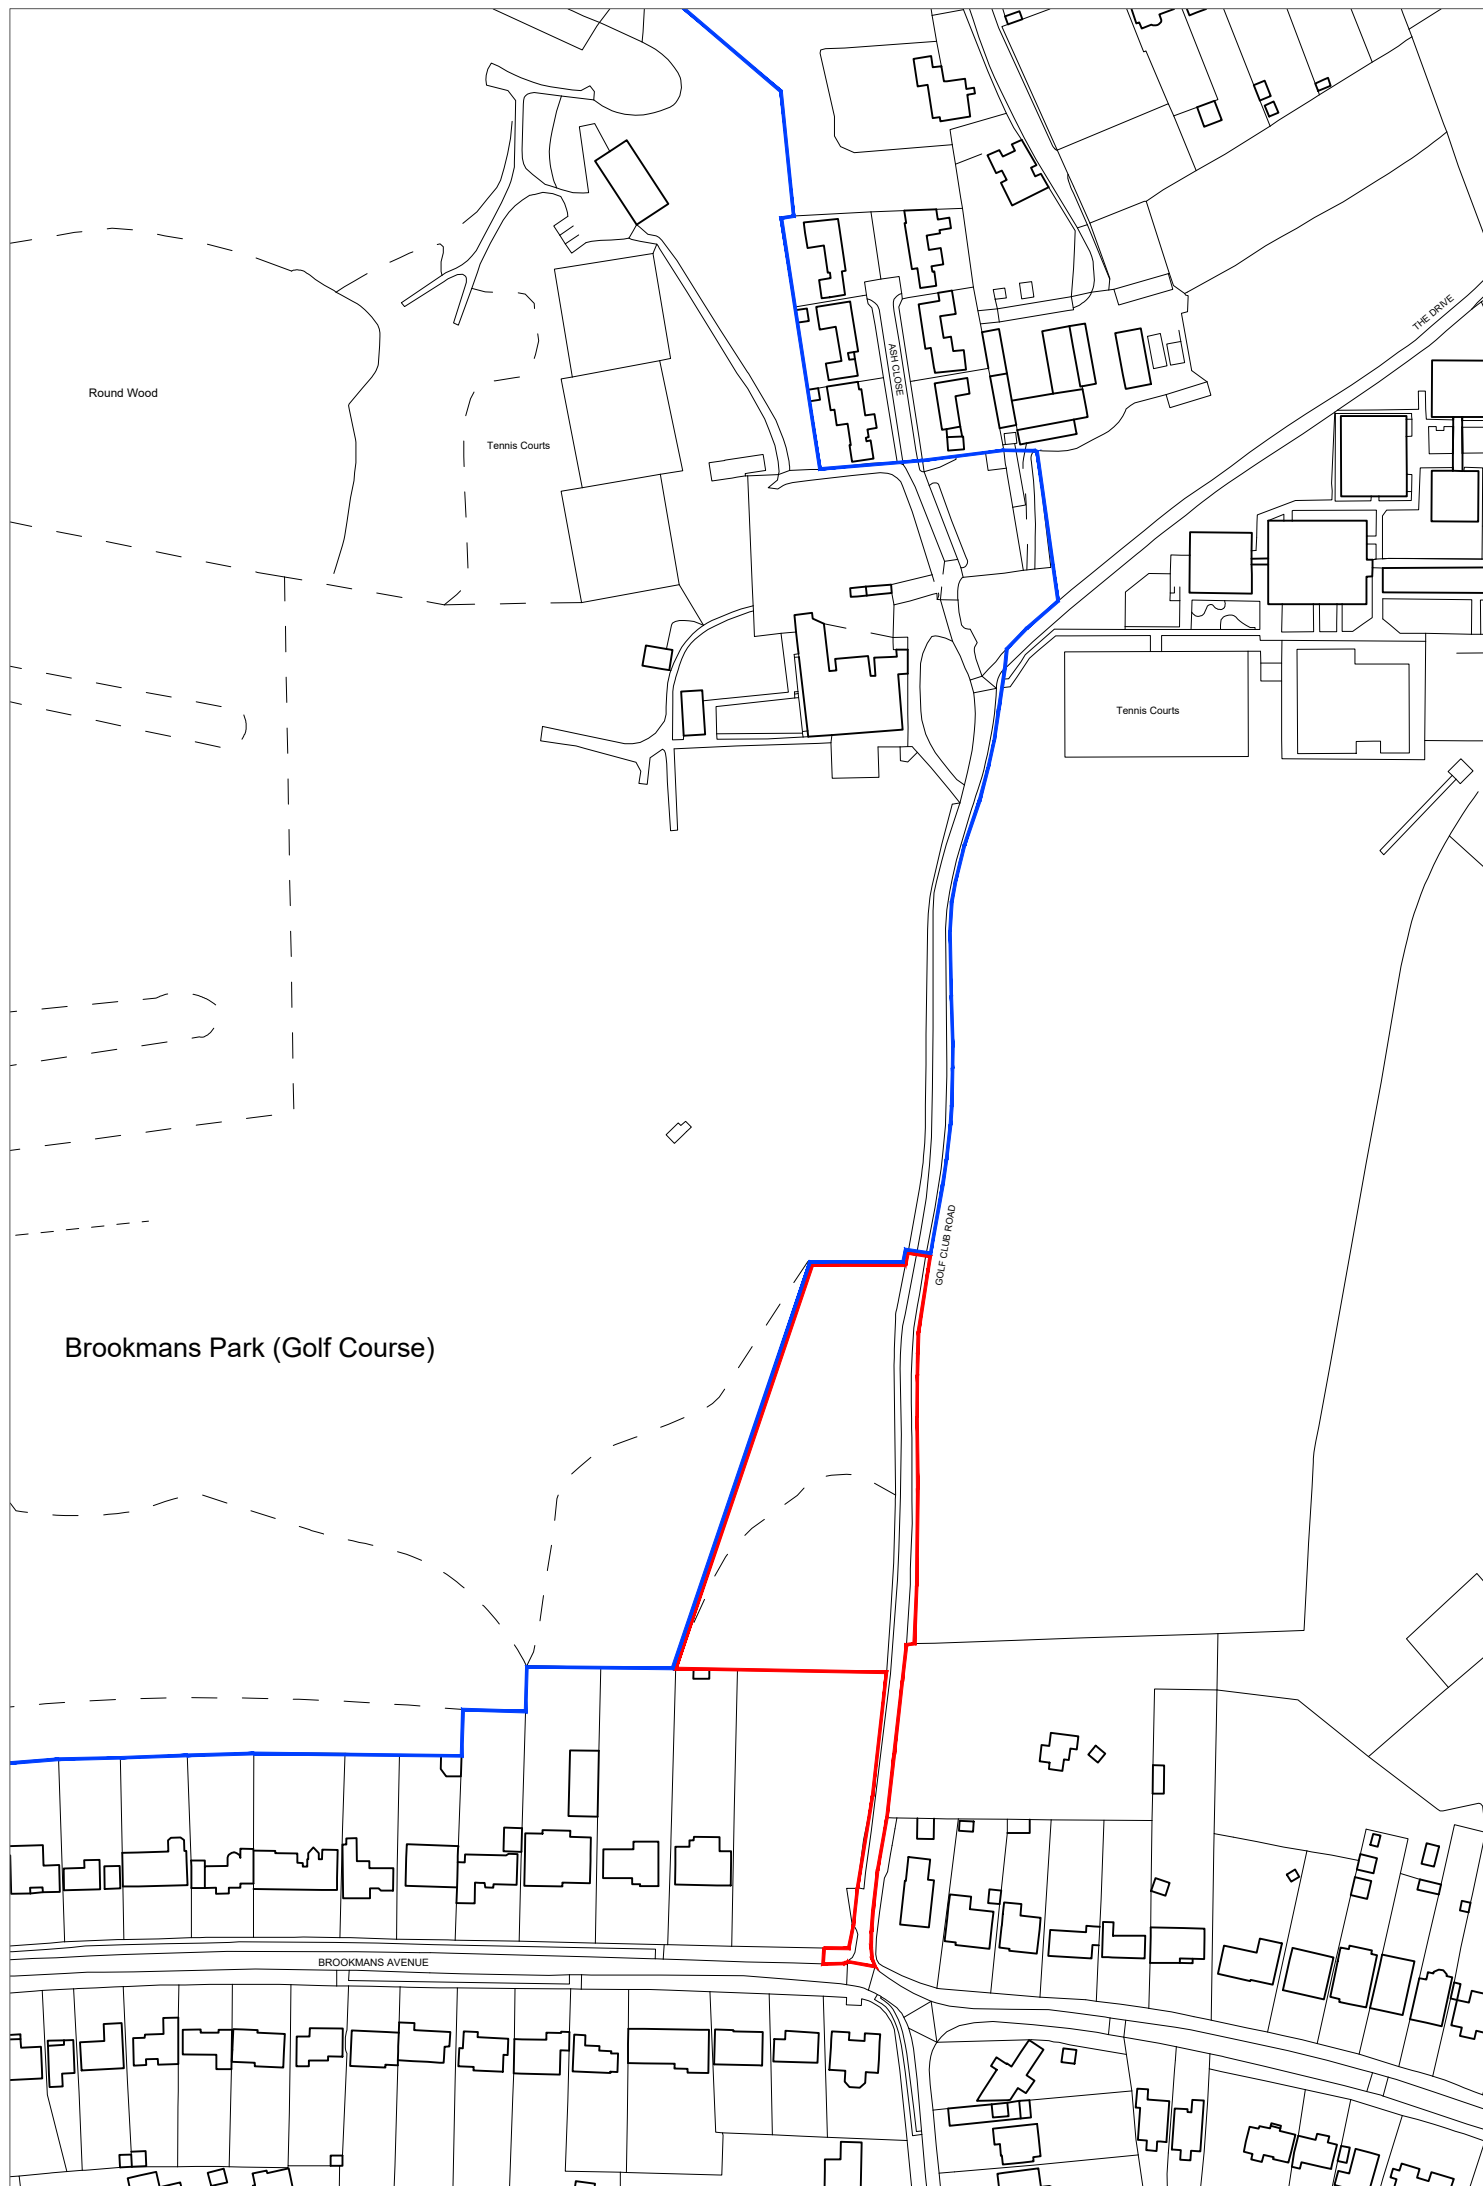 THE DRIVE
ASH CLOSE
Round Wood
Tennis Courts
Tennis Courts
GOLF CLUB ROAD
Brookmans Park (Golf Course)
BROOKMANS AVENUE